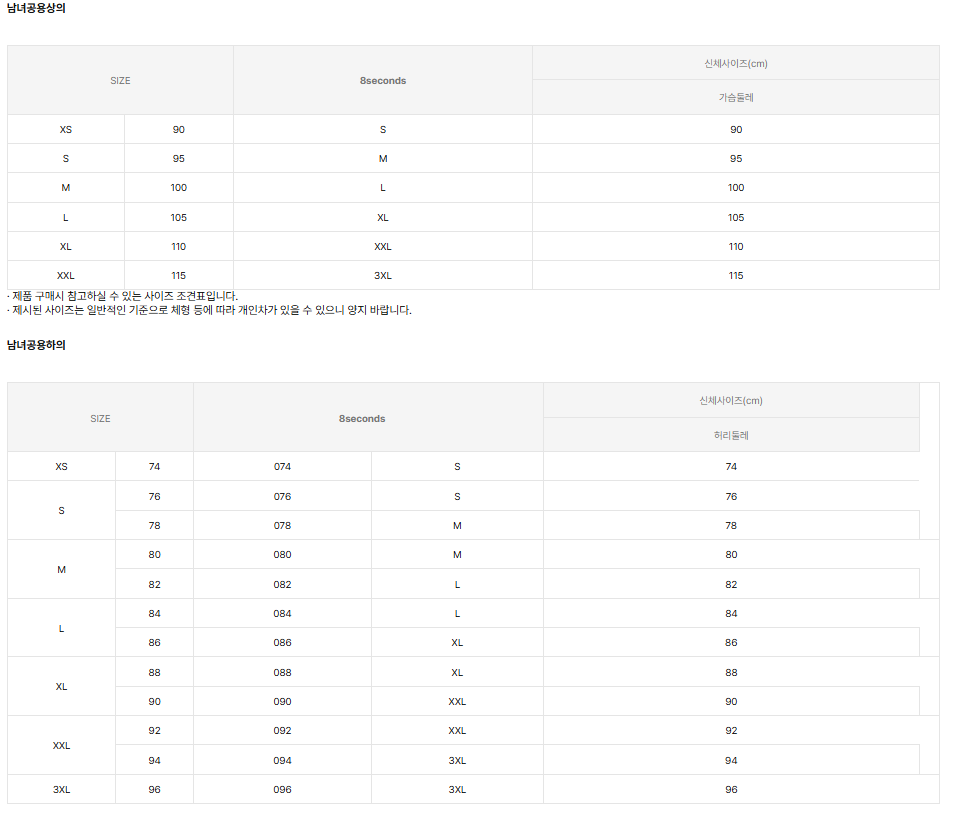 남녀공용상의
SIZE 8seconds 신체사이즈(cm)
가슴둘레
XS 90 S 90
S 95 M 95
M 100 L 100
L 105 XL 105
XL 110 XXL 110
XXL 115 3XL 115
· 제품 구매시 참고하실 수 있는 사이즈 조견표입니다.
· 제시된 사이즈는 일반적인 기준으로 체형 등에 따라 개인차가 있을 수 있으니 양지 바랍니다.
남녀공용하의
SIZE 8seconds 신체사이즈(cm)
허리둘레
XS 74 074 S 74
S 76 076 S 76
78 078 M 78
M 80 080 M 80
82 082 L 82
L 84 084 L 84
86 086 XL 86
XL 88 088 XL 88
90 090 XXL 90
XXL 92 092 XXL 92
94 094 3XL 94
3XL 96 096 3XL 96